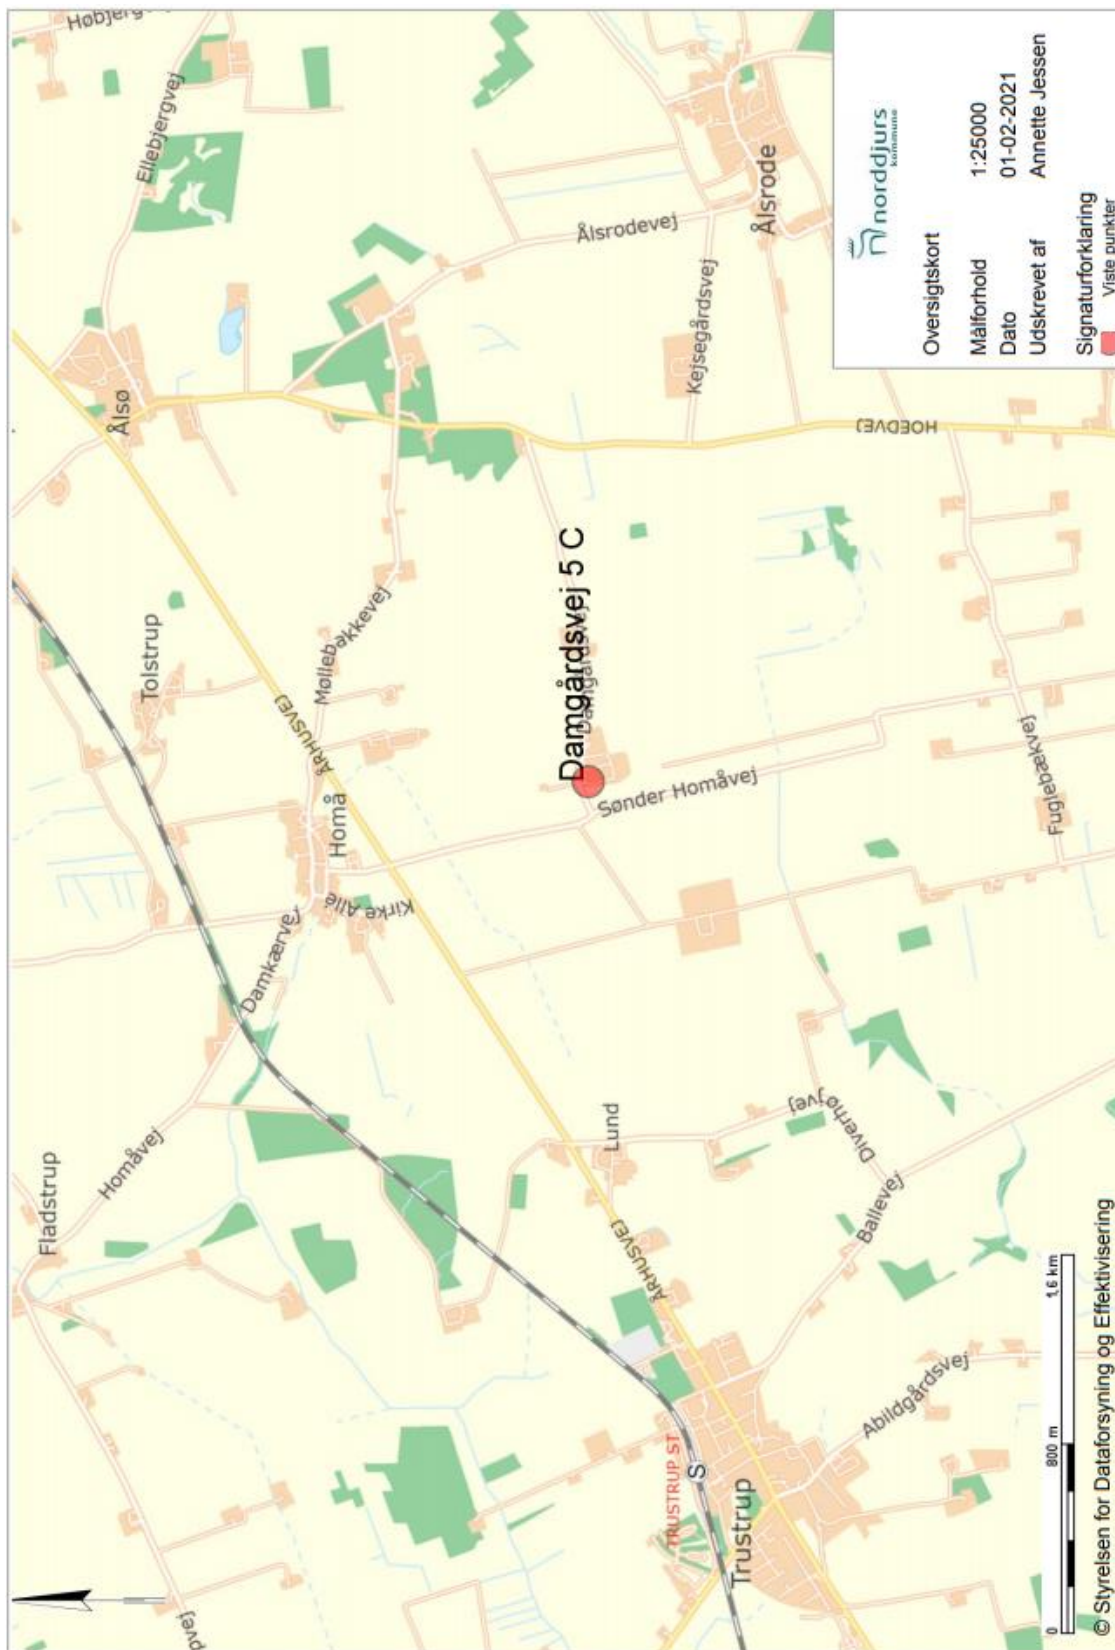 Ellebjergvej
Ålsø
Tolstrup
Fladstrup
Homåvej
Damkærvej
Kirke Allé
Homå
Møllebakkevej
ÅRHUSVEJ
Ålsrodevej
Ålsrode
Kejsegårdsvej
Damgårdsvej
Damgårdsvej 5 C
Sønder Homåvej
HOEDVEJ
Fuglebækvej
Lund
ÅRHUSVEJ
Diverhøjvej
Ballevej
Abildgårdsvej
TRUSTRUP ST
S
Trustrup
norddjurs
kommune
Oversigtskort
Målforhold 1:25000
Dato 01-02-2021
Udskrevet af Annette Jessen
Signaturforklaring
Viste punkter
0 800 m 1,6 km
© Styrelsen for Dataforsyning og Effektivisering